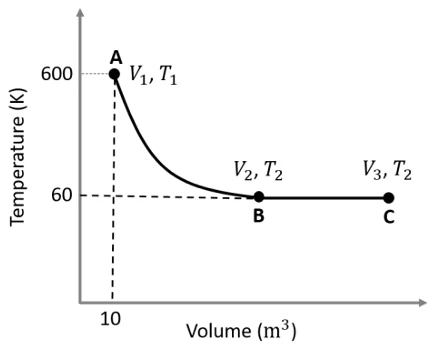 A
600
V₁, T₁
Temperature (K)
V₂, T₂
V₃, T₂
60
B
C
10
Volume (m³)